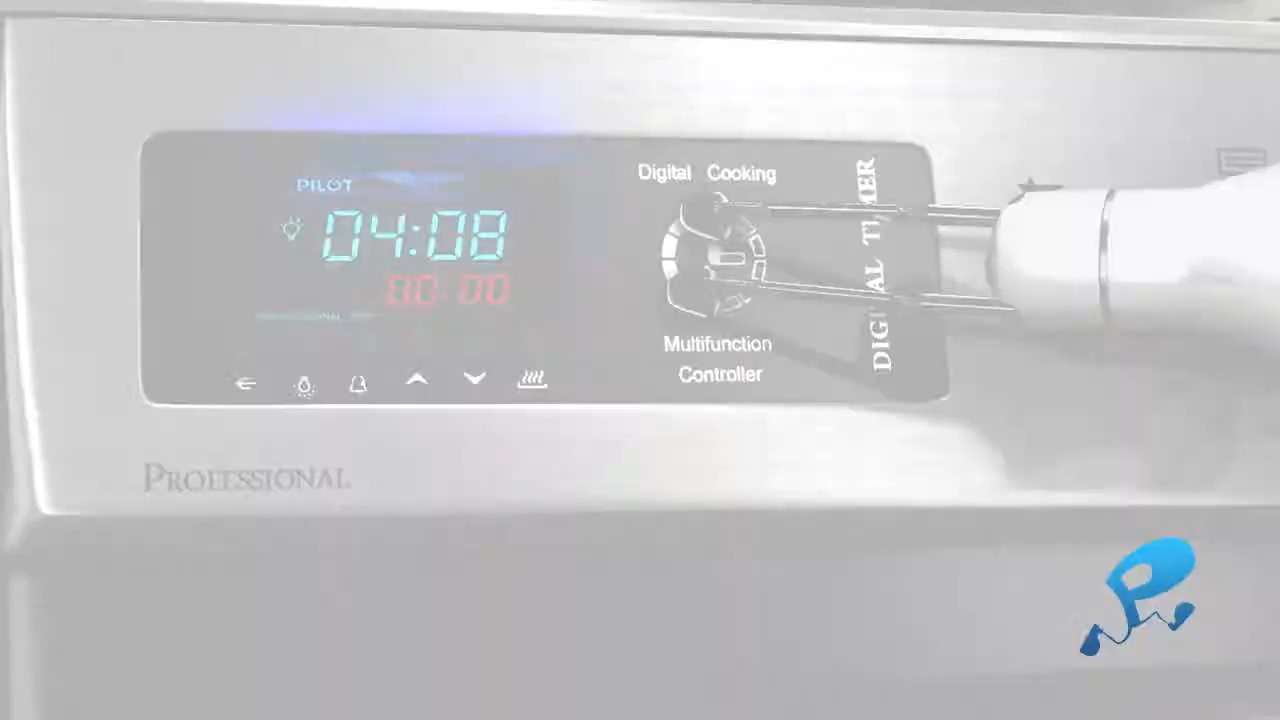 PILOT
04:08
00:00
Digital Cooking
Multifunction
Controller
DIGITAL TIMER
PROFESSIONAL